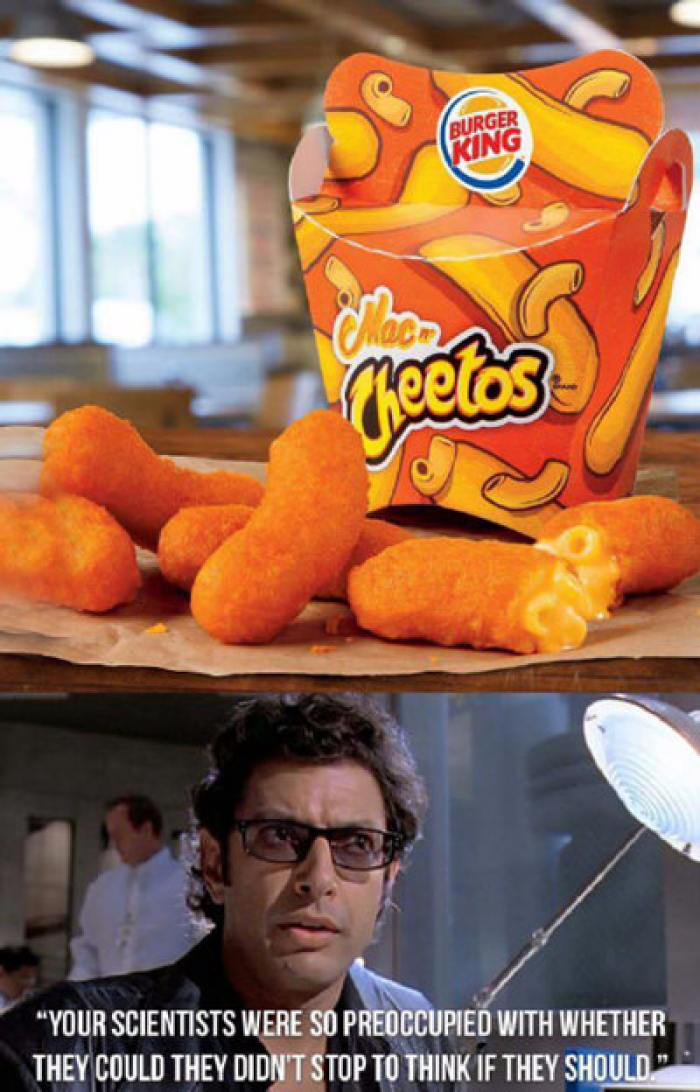 BURGER
KING
Mac n'
Cheetos
“YOUR SCIENTISTS WERE SO PREOCCUPIED WITH WHETHER
THEY COULD THEY DIDN'T STOP TO THINK IF THEY SHOULD.”